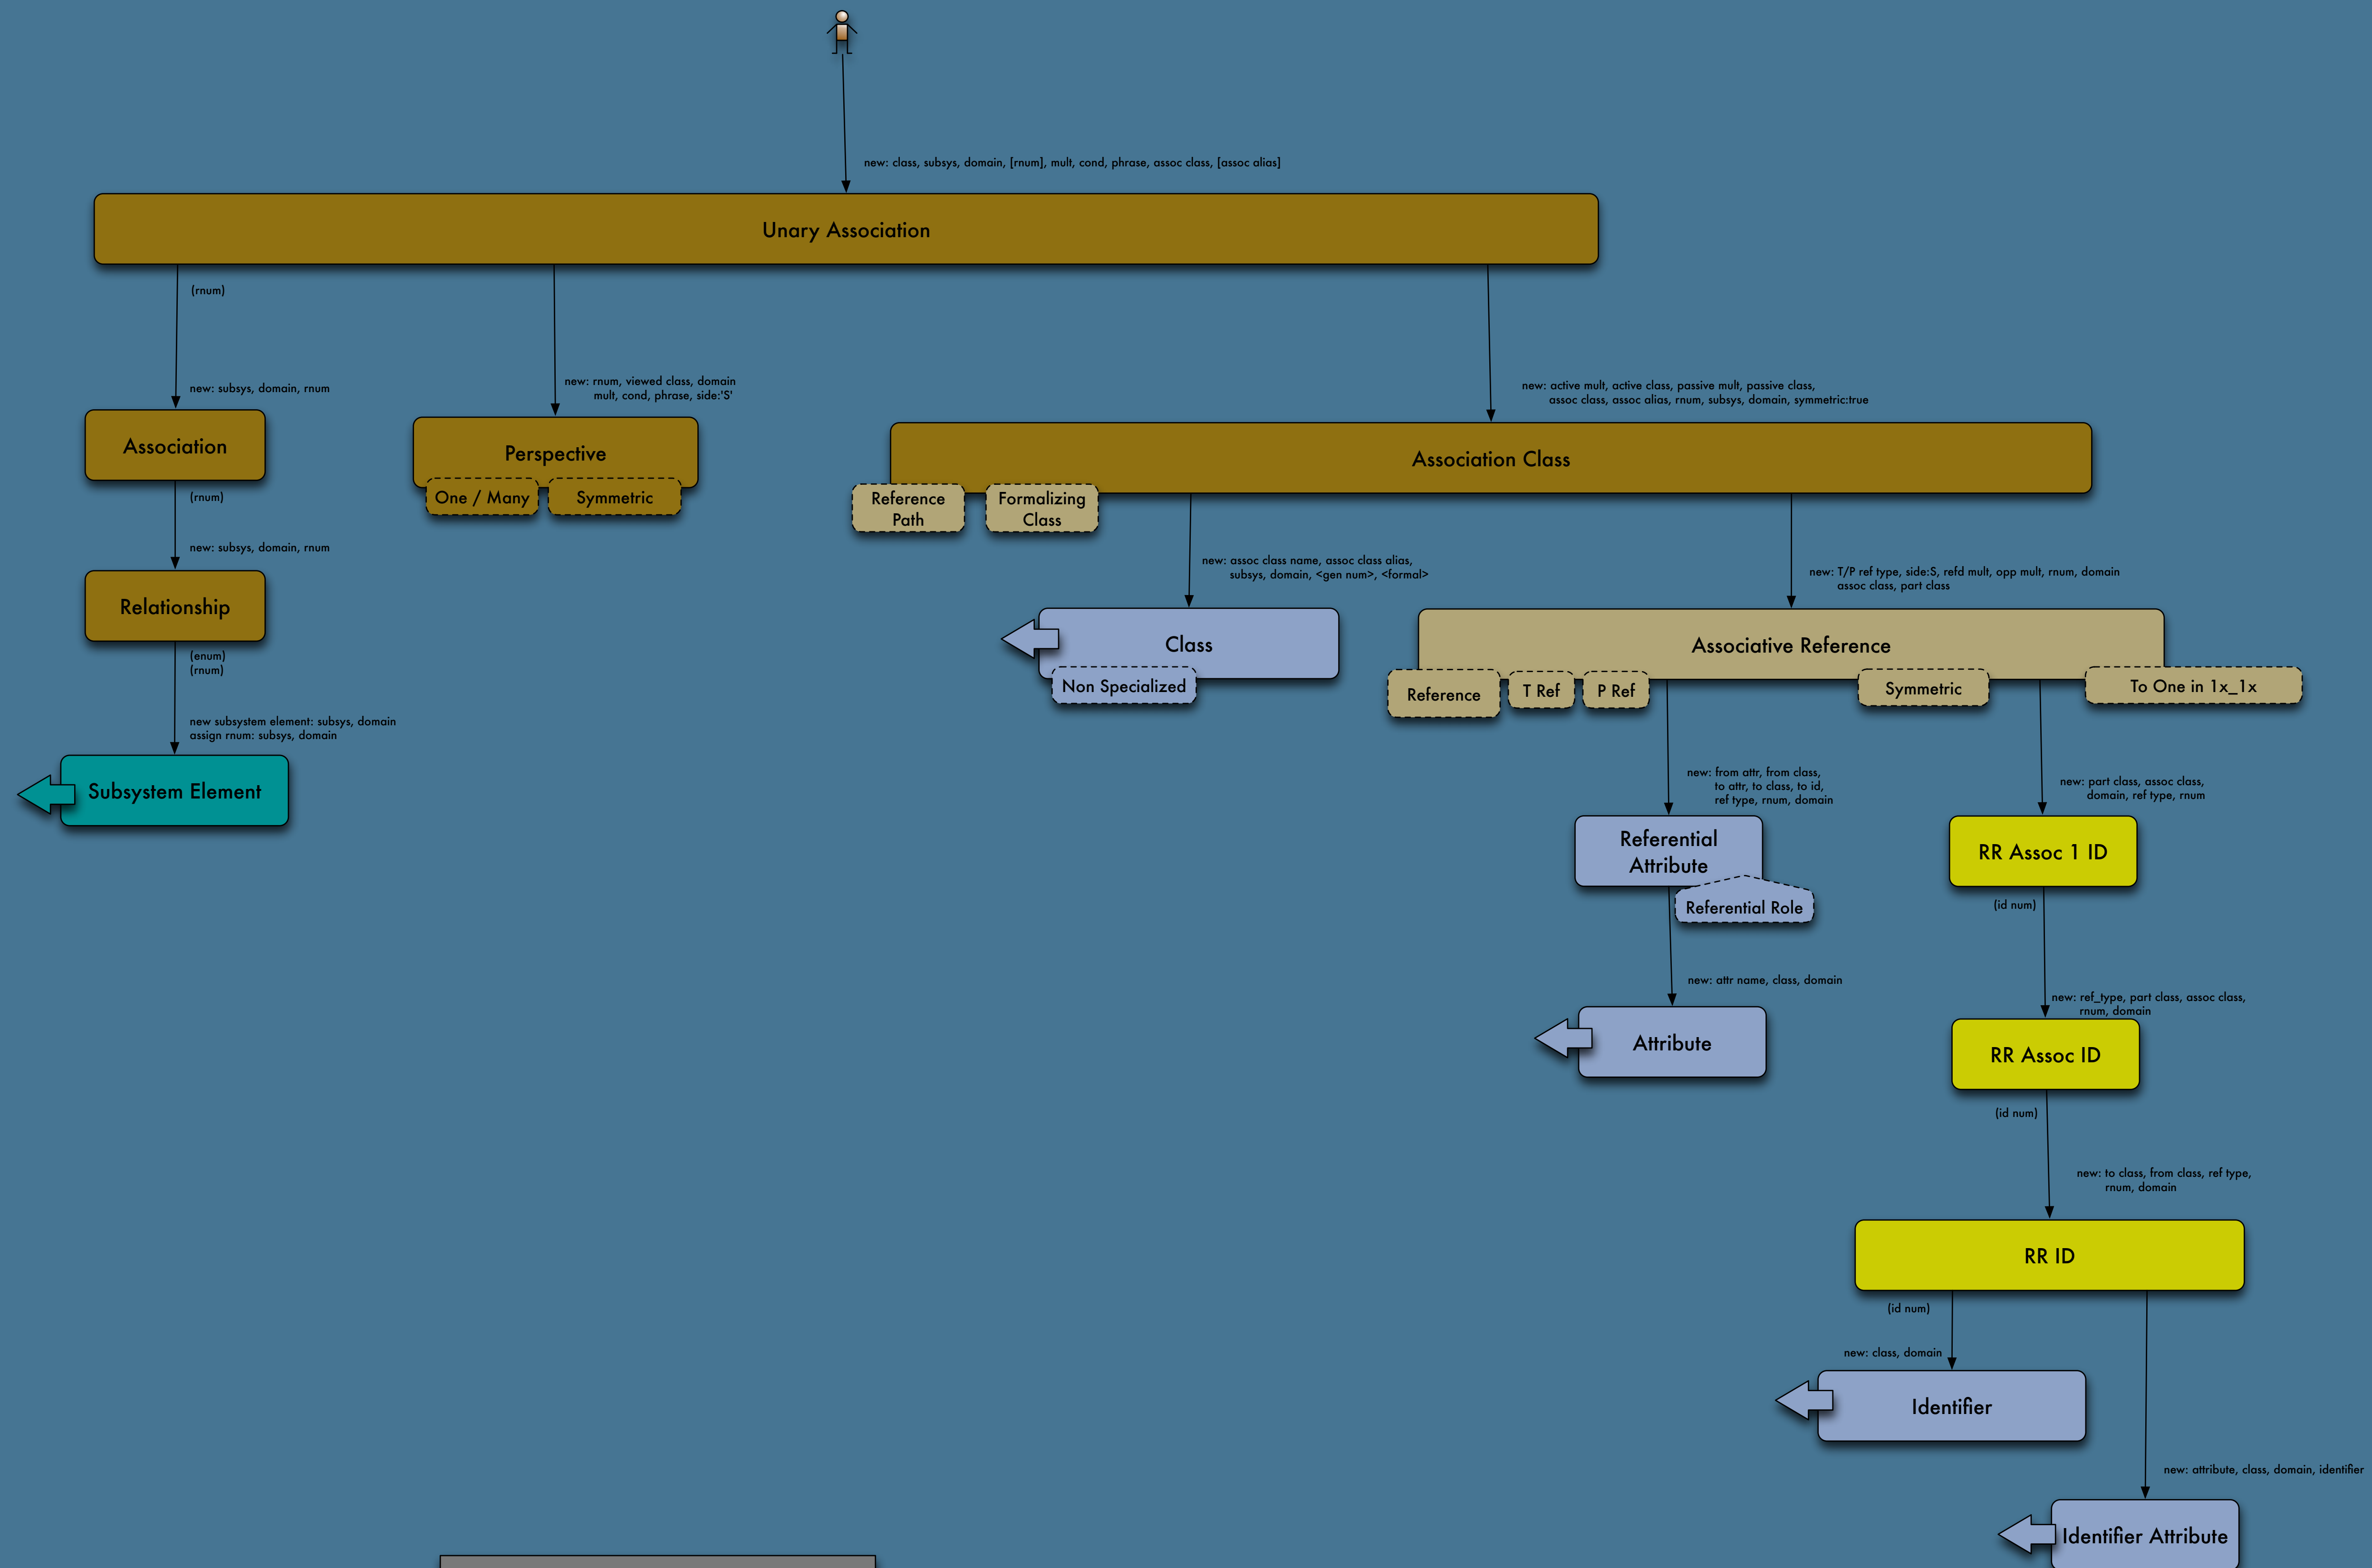 new: class, subsys, domain, [rnum], mult, cond, phrase, assoc class, [assoc alias]
Unary Association
(rnum)
new: subsys, domain, rnum
new: rnum, viewed class, domain
mult, cond, phrase, side:'S'
new: active mult, active class, passive mult, passive class,
assoc class, assoc alias, rnum, subsys, domain, symmetric:true
Association
Perspective
One / Many
Symmetric
Association Class
Reference
Path
Formalizing
Class
(rnum)
new: subsys, domain, rnum
Relationship
new: assoc class name, assoc class alias,
subsys, domain, <gen num>, <formal>
new: T/P ref type, side:S, refd mult, opp mult, rnum, domain
assoc class, part class
Class
Non Specialized
Associative Reference
Reference
T Ref
P Ref
Symmetric
To One in 1x_1x
(enum)
(rnum)
new subsystem element: subsys, domain
assign rnum: subsys, domain
Subsystem Element
new: from attr, from class,
to attr, to class, to id,
ref type, rnum, domain
new: part class, assoc class,
domain, ref type, rnum
Referential
Attribute
Referential Role
RR Assoc 1 ID
(id num)
new: attr name, class, domain
new: ref_type, part class, assoc class,
rnum, domain
Attribute
RR Assoc ID
(id num)
new: to class, from class, ref type,
rnum, domain
RR ID
(id num)
new: class, domain
Identifier
new: attribute, class, domain, identifier
Identifier Attribute